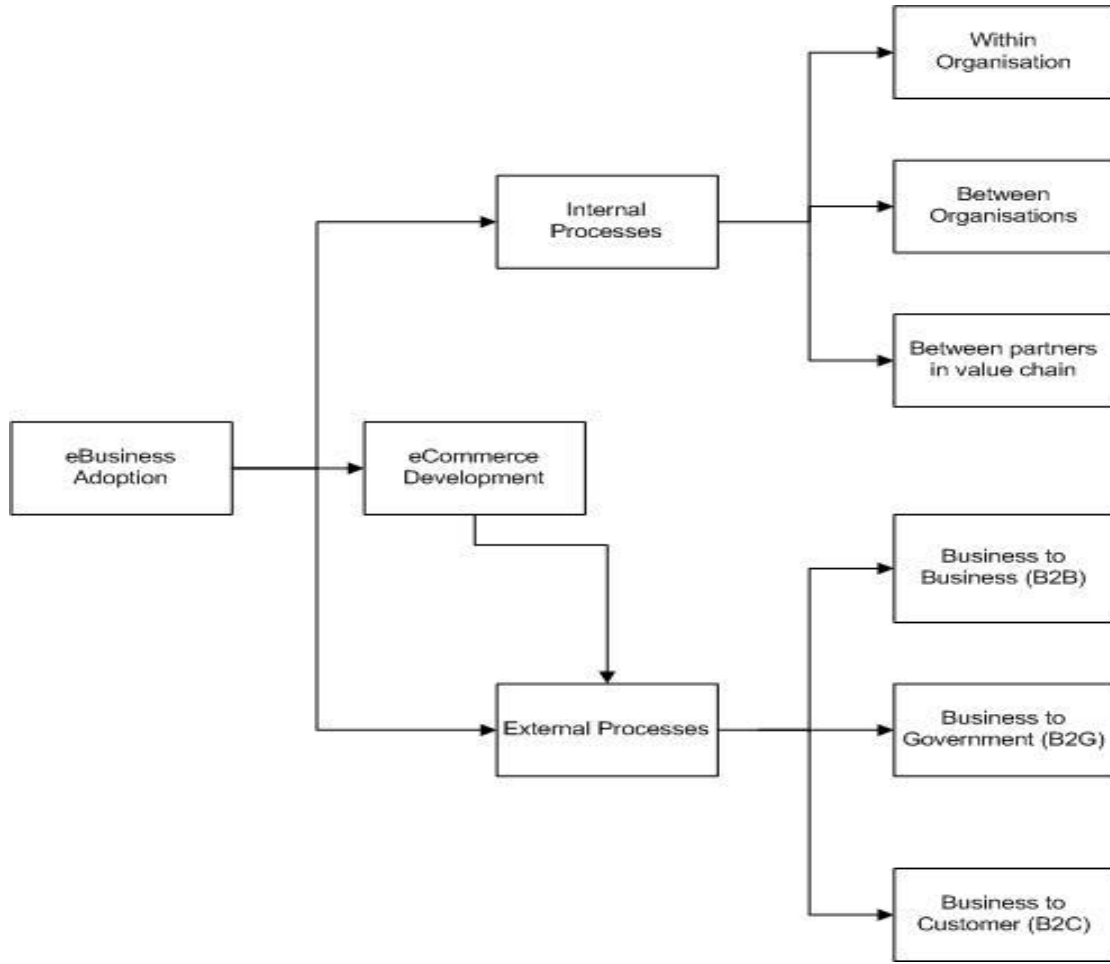 Within
Organisation
Internal
Processes
Between
Organisations
Between partners
in value chain
eBusiness
Adoption
eCommerce
Development
Business to
Business (B2B)
External Processes
Business to
Government (B2G)
Business to
Customer (B2C)